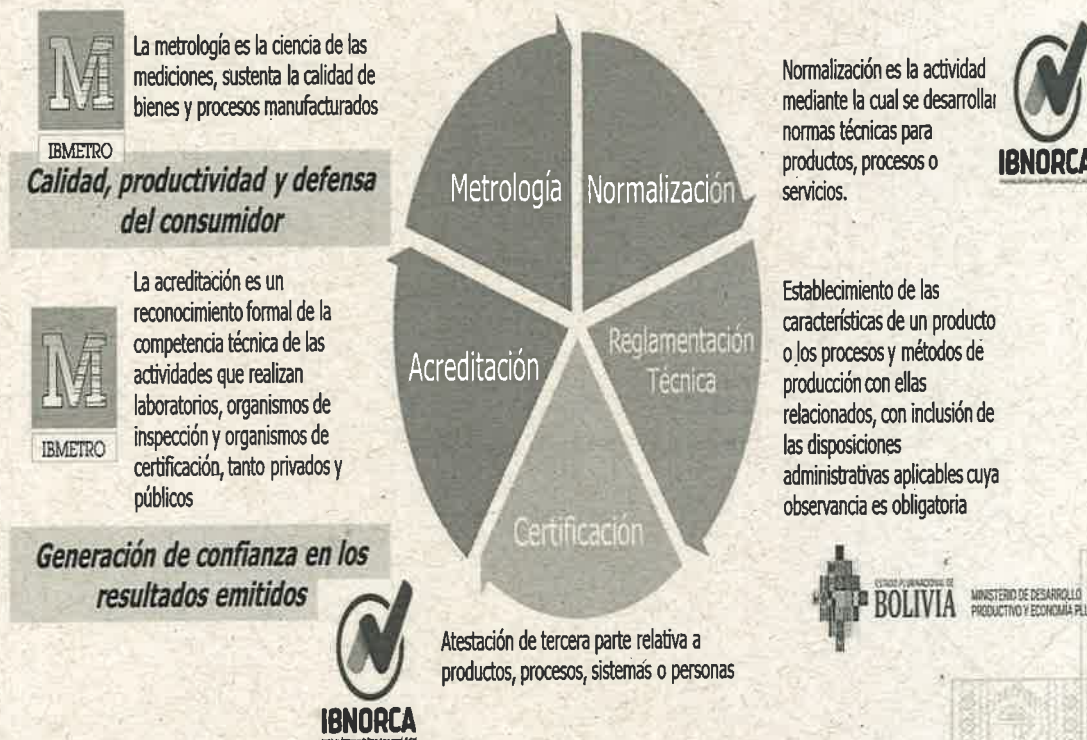 La metrología es la ciencia de las
mediciones, sustenta la calidad de
bienes y procesos manufacturados
M
IBMETRO
Calidad, productividad y defensa
del consumidor
La acreditación es un
reconocimiento formal de la
competencia técnica de las
actividades que realizan
laboratorios, organismos de
inspección y organismos de
certificación, tanto privados y
públicos
M
IBMETRO
Generación de confianza en los
resultados emitidos
Metrología
Normalización
Acreditación
Reglamentación
Técnica
Certificación
Normalización es la actividad
mediante la cual se desarrollar
normas técnicas para
productos, procesos o
servicios.
IBNORCA
Establecimiento de las
características de un producto
o los procesos y métodos de
producción con ellas
relacionados, con inclusión de
las disposiciones
administrativas aplicables cuya
observancia es obligatoria
ESTADO PLURINACIONAL DE
BOLIVIA
MINISTERIO DE DESARROLLO
PRODUCTIVO Y ECONOMÍA PLU
Atestación de tercera parte relativa a
productos, procesos, sistemas o personas
IBNORCA